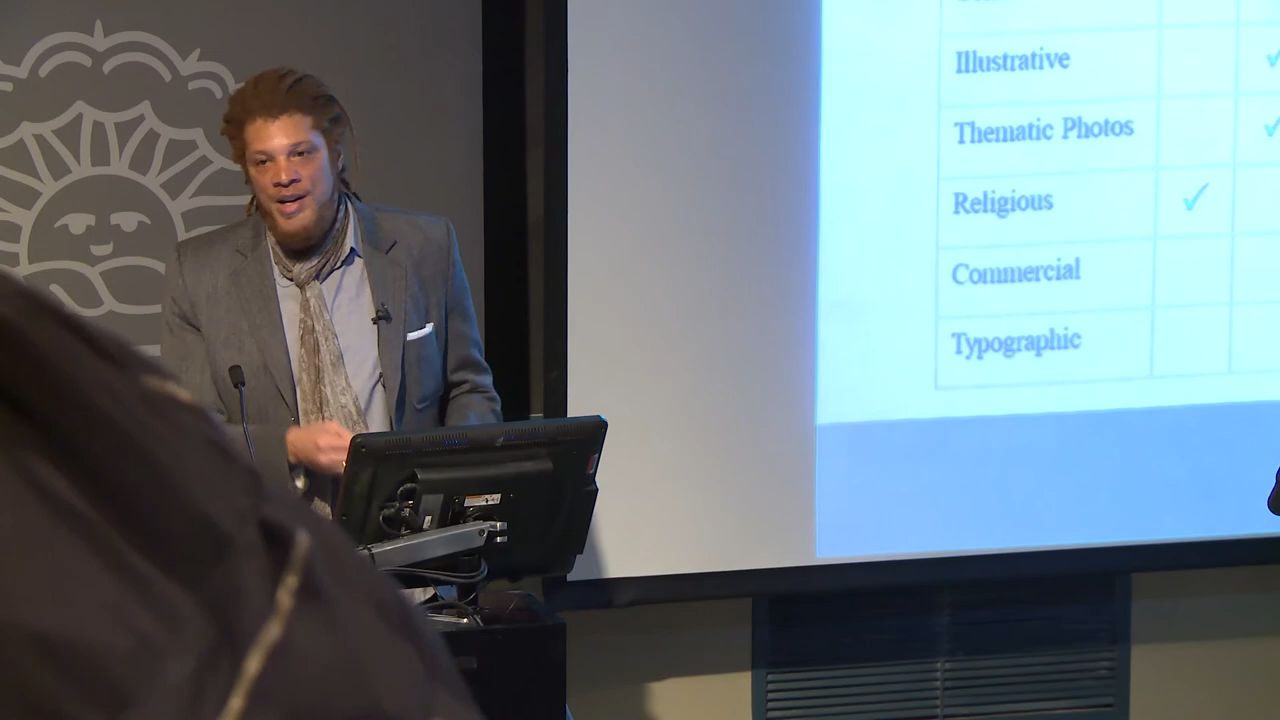 Illustrative
Thematic Photos
Religious
Commercial
Typographic